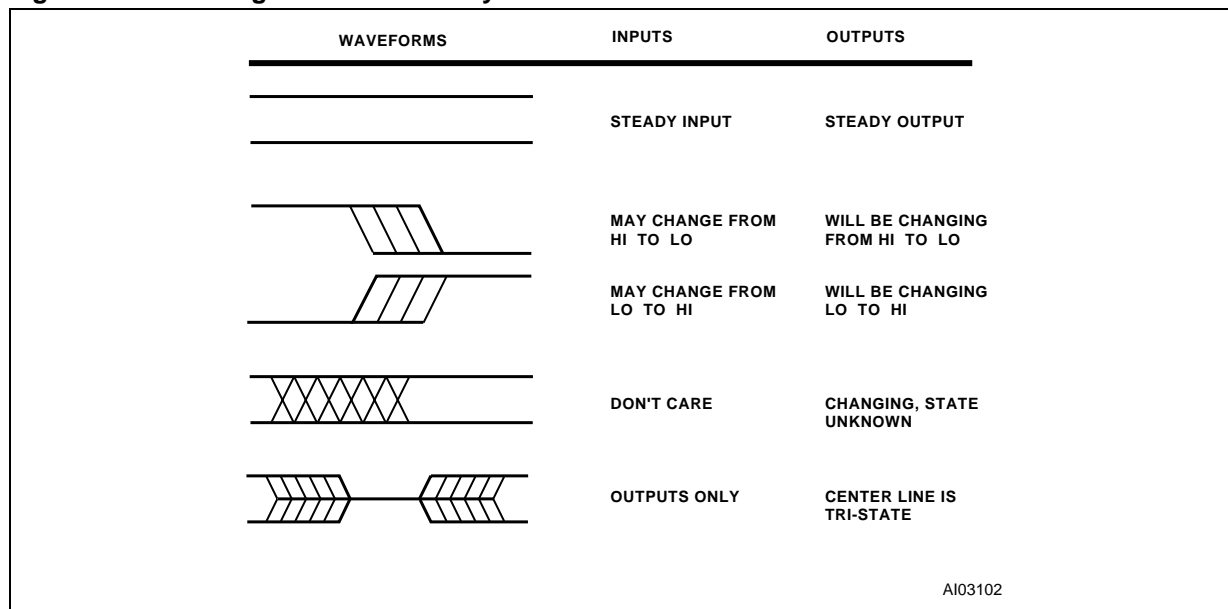 WAVEFORMS INPUTS OUTPUTS
STEADY INPUT STEADY OUTPUT
MAY CHANGE FROM WILL BE CHANGING
HI TO LO FROM HI TO LO
MAY CHANGE FROM WILL BE CHANGING
LO TO HI LO TO HI
DON'T CARE CHANGING, STATE
UNKNOWN
OUTPUTS ONLY CENTER LINE IS
TRI-STATE
AI03102